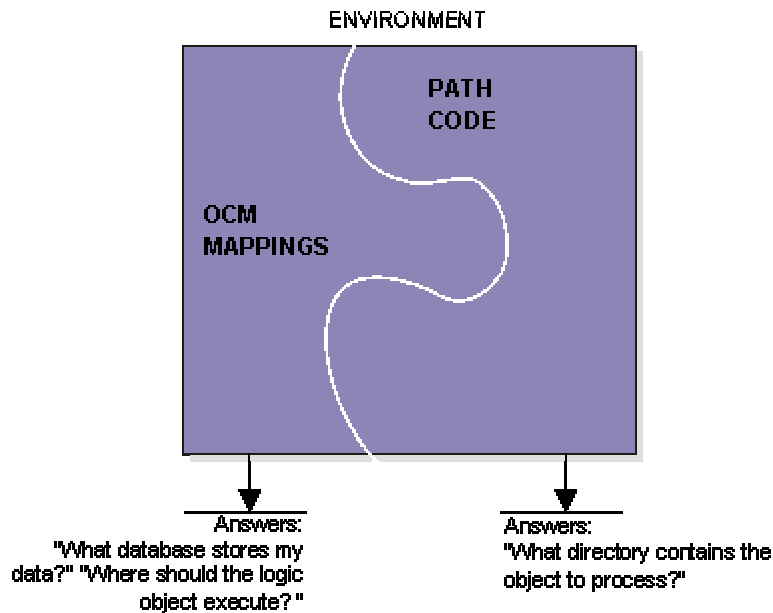 ENVIRONMENT
PATH
CODE
OCM
MAPPINGS
Answers:
"What database stores my
data?" "Where should the logic
object execute? "
Answers:
"What directory contains the
object to process?"